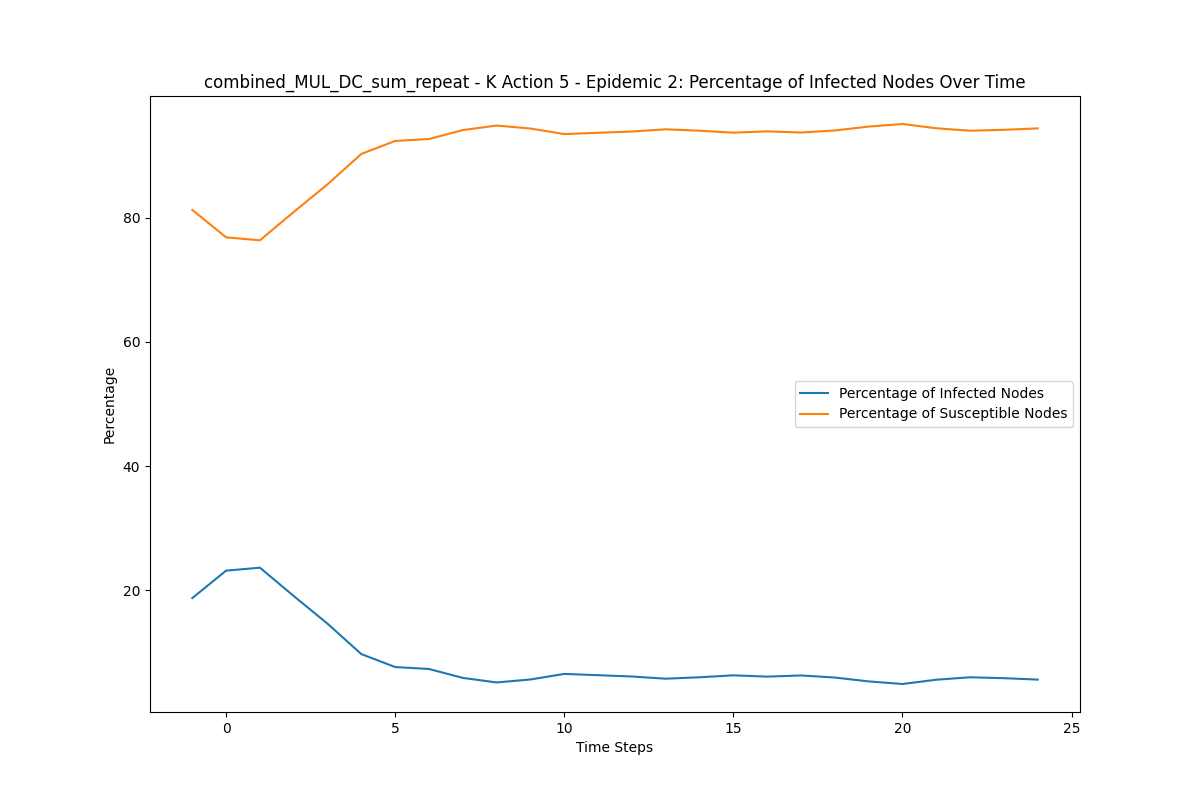 combined_MUL_DC_sum_repeat - K Action 5 - Epidemic 2: Percentage of Infected Nodes Over Time
Percentage
80
60
40
20
Percentage of Infected Nodes
Percentage of Susceptible Nodes
0
5
10
15
20
25
Time Steps